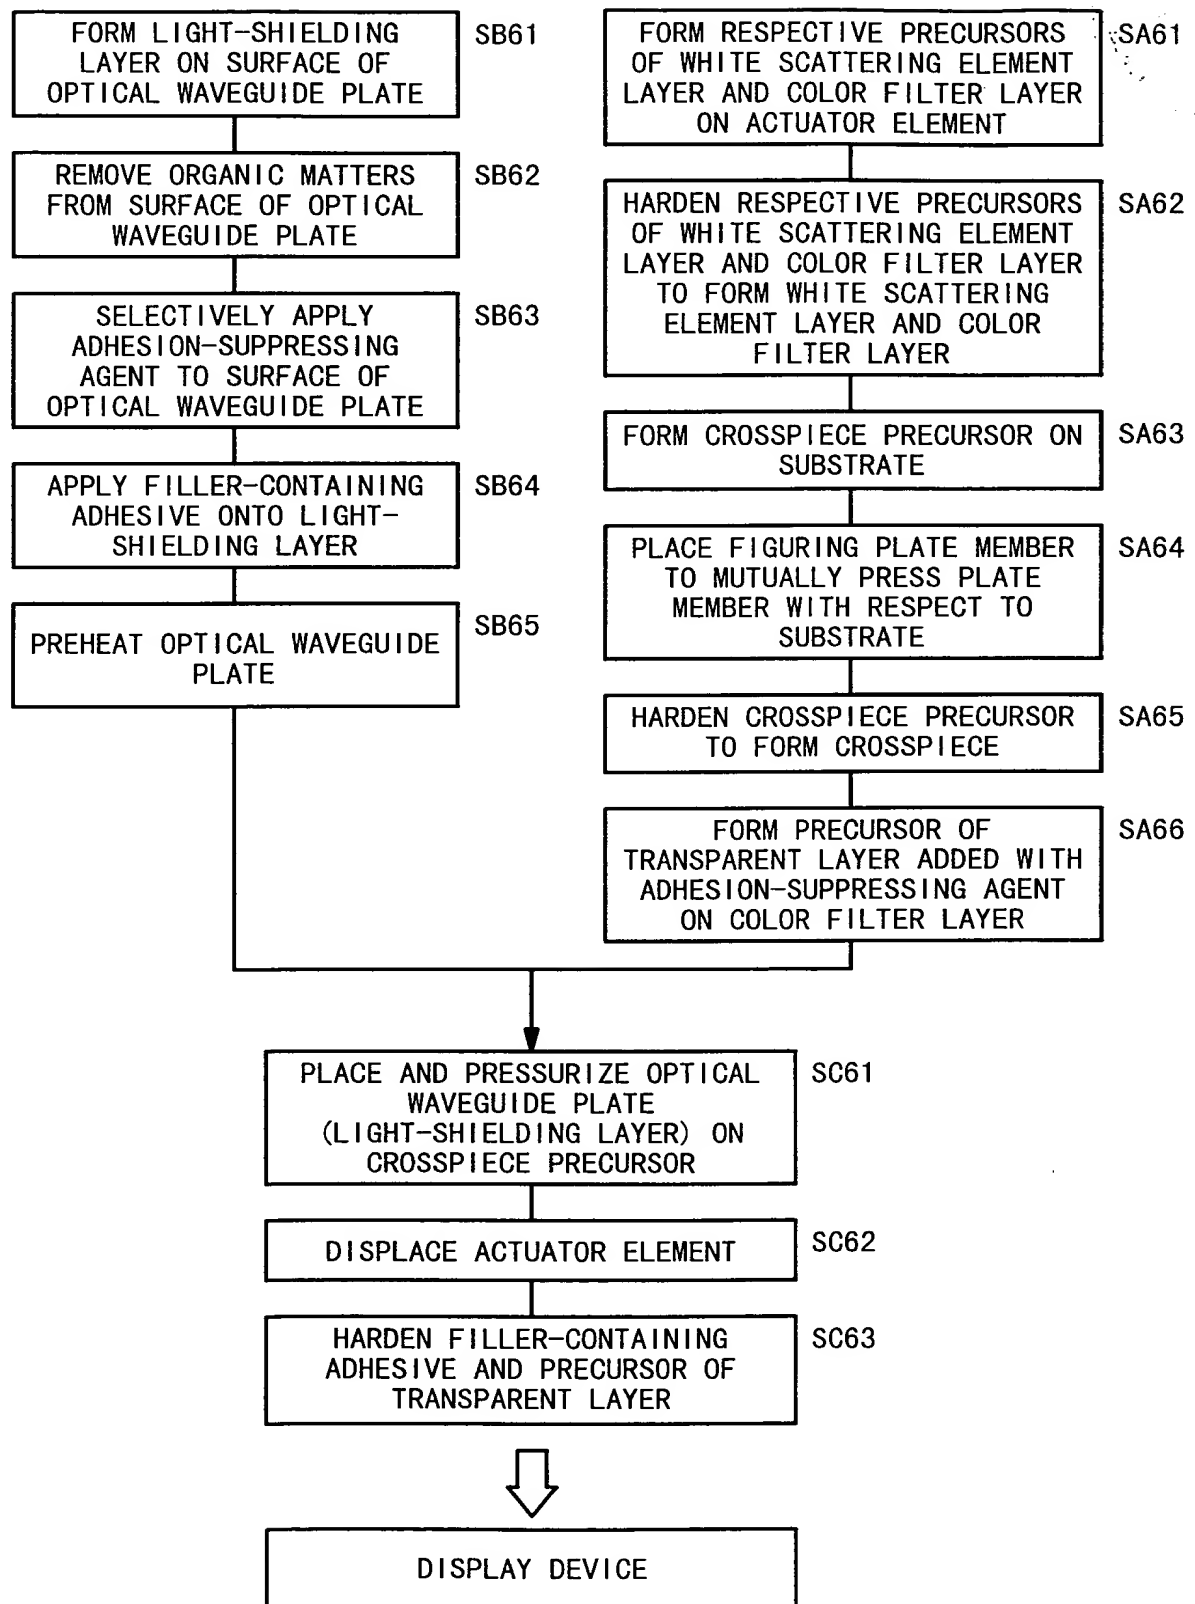 FORM LIGHT-SHIELDING
LAYER ON SURFACE OF
OPTICAL WAVEGUIDE PLATE
SB61
REMOVE ORGANIC MATTERS
FROM SURFACE OF OPTICAL
WAVEGUIDE PLATE
SB62
SELECTIVELY APPLY
ADHESION-SUPPRESSING
AGENT TO SURFACE OF
OPTICAL WAVEGUIDE PLATE
SB63
APPLY FILLER-CONTAINING
ADHESIVE ONTO LIGHT-
SHIELDING LAYER
SB64
PREHEAT OPTICAL WAVEGUIDE
PLATE
SB65
FORM RESPECTIVE PRECURSORS
OF WHITE SCATTERING ELEMENT
LAYER AND COLOR FILTER LAYER
ON ACTUATOR ELEMENT
SA61
HARDEN RESPECTIVE PRECURSORS
OF WHITE SCATTERING ELEMENT
LAYER AND COLOR FILTER LAYER
TO FORM WHITE SCATTERING
ELEMENT LAYER AND COLOR
FILTER LAYER
SA62
FORM CROSSPIECE PRECURSOR ON
SUBSTRATE
SA63
PLACE FIGURING PLATE MEMBER
TO MUTUALLY PRESS PLATE
MEMBER WITH RESPECT TO
SUBSTRATE
SA64
HARDEN CROSSPIECE PRECURSOR
TO FORM CROSSPIECE
SA65
FORM PRECURSOR OF
TRANSPARENT LAYER ADDED WITH
ADHESION-SUPPRESSING AGENT
ON COLOR FILTER LAYER
SA66
PLACE AND PRESSURIZE OPTICAL
WAVEGUIDE PLATE
(LIGHT-SHIELDING LAYER) ON
CROSSPIECE PRECURSOR
SC61
DISPLACE ACTUATOR ELEMENT
SC62
HARDEN FILLER-CONTAINING
ADHESIVE AND PRECURSOR OF
TRANSPARENT LAYER
SC63
DISPLAY DEVICE